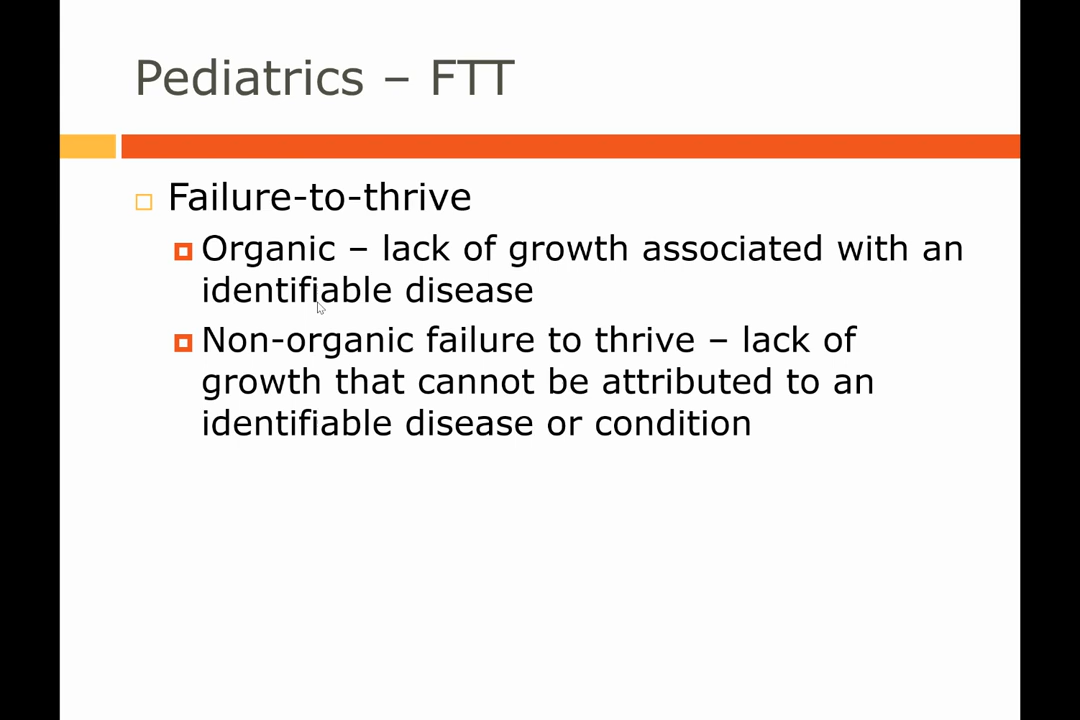 Pediatrics – FTT
Failure-to-thrive
Organic – lack of growth associated with an
identifiable disease
Non-organic failure to thrive – lack of
growth that cannot be attributed to an
identifiable disease or condition